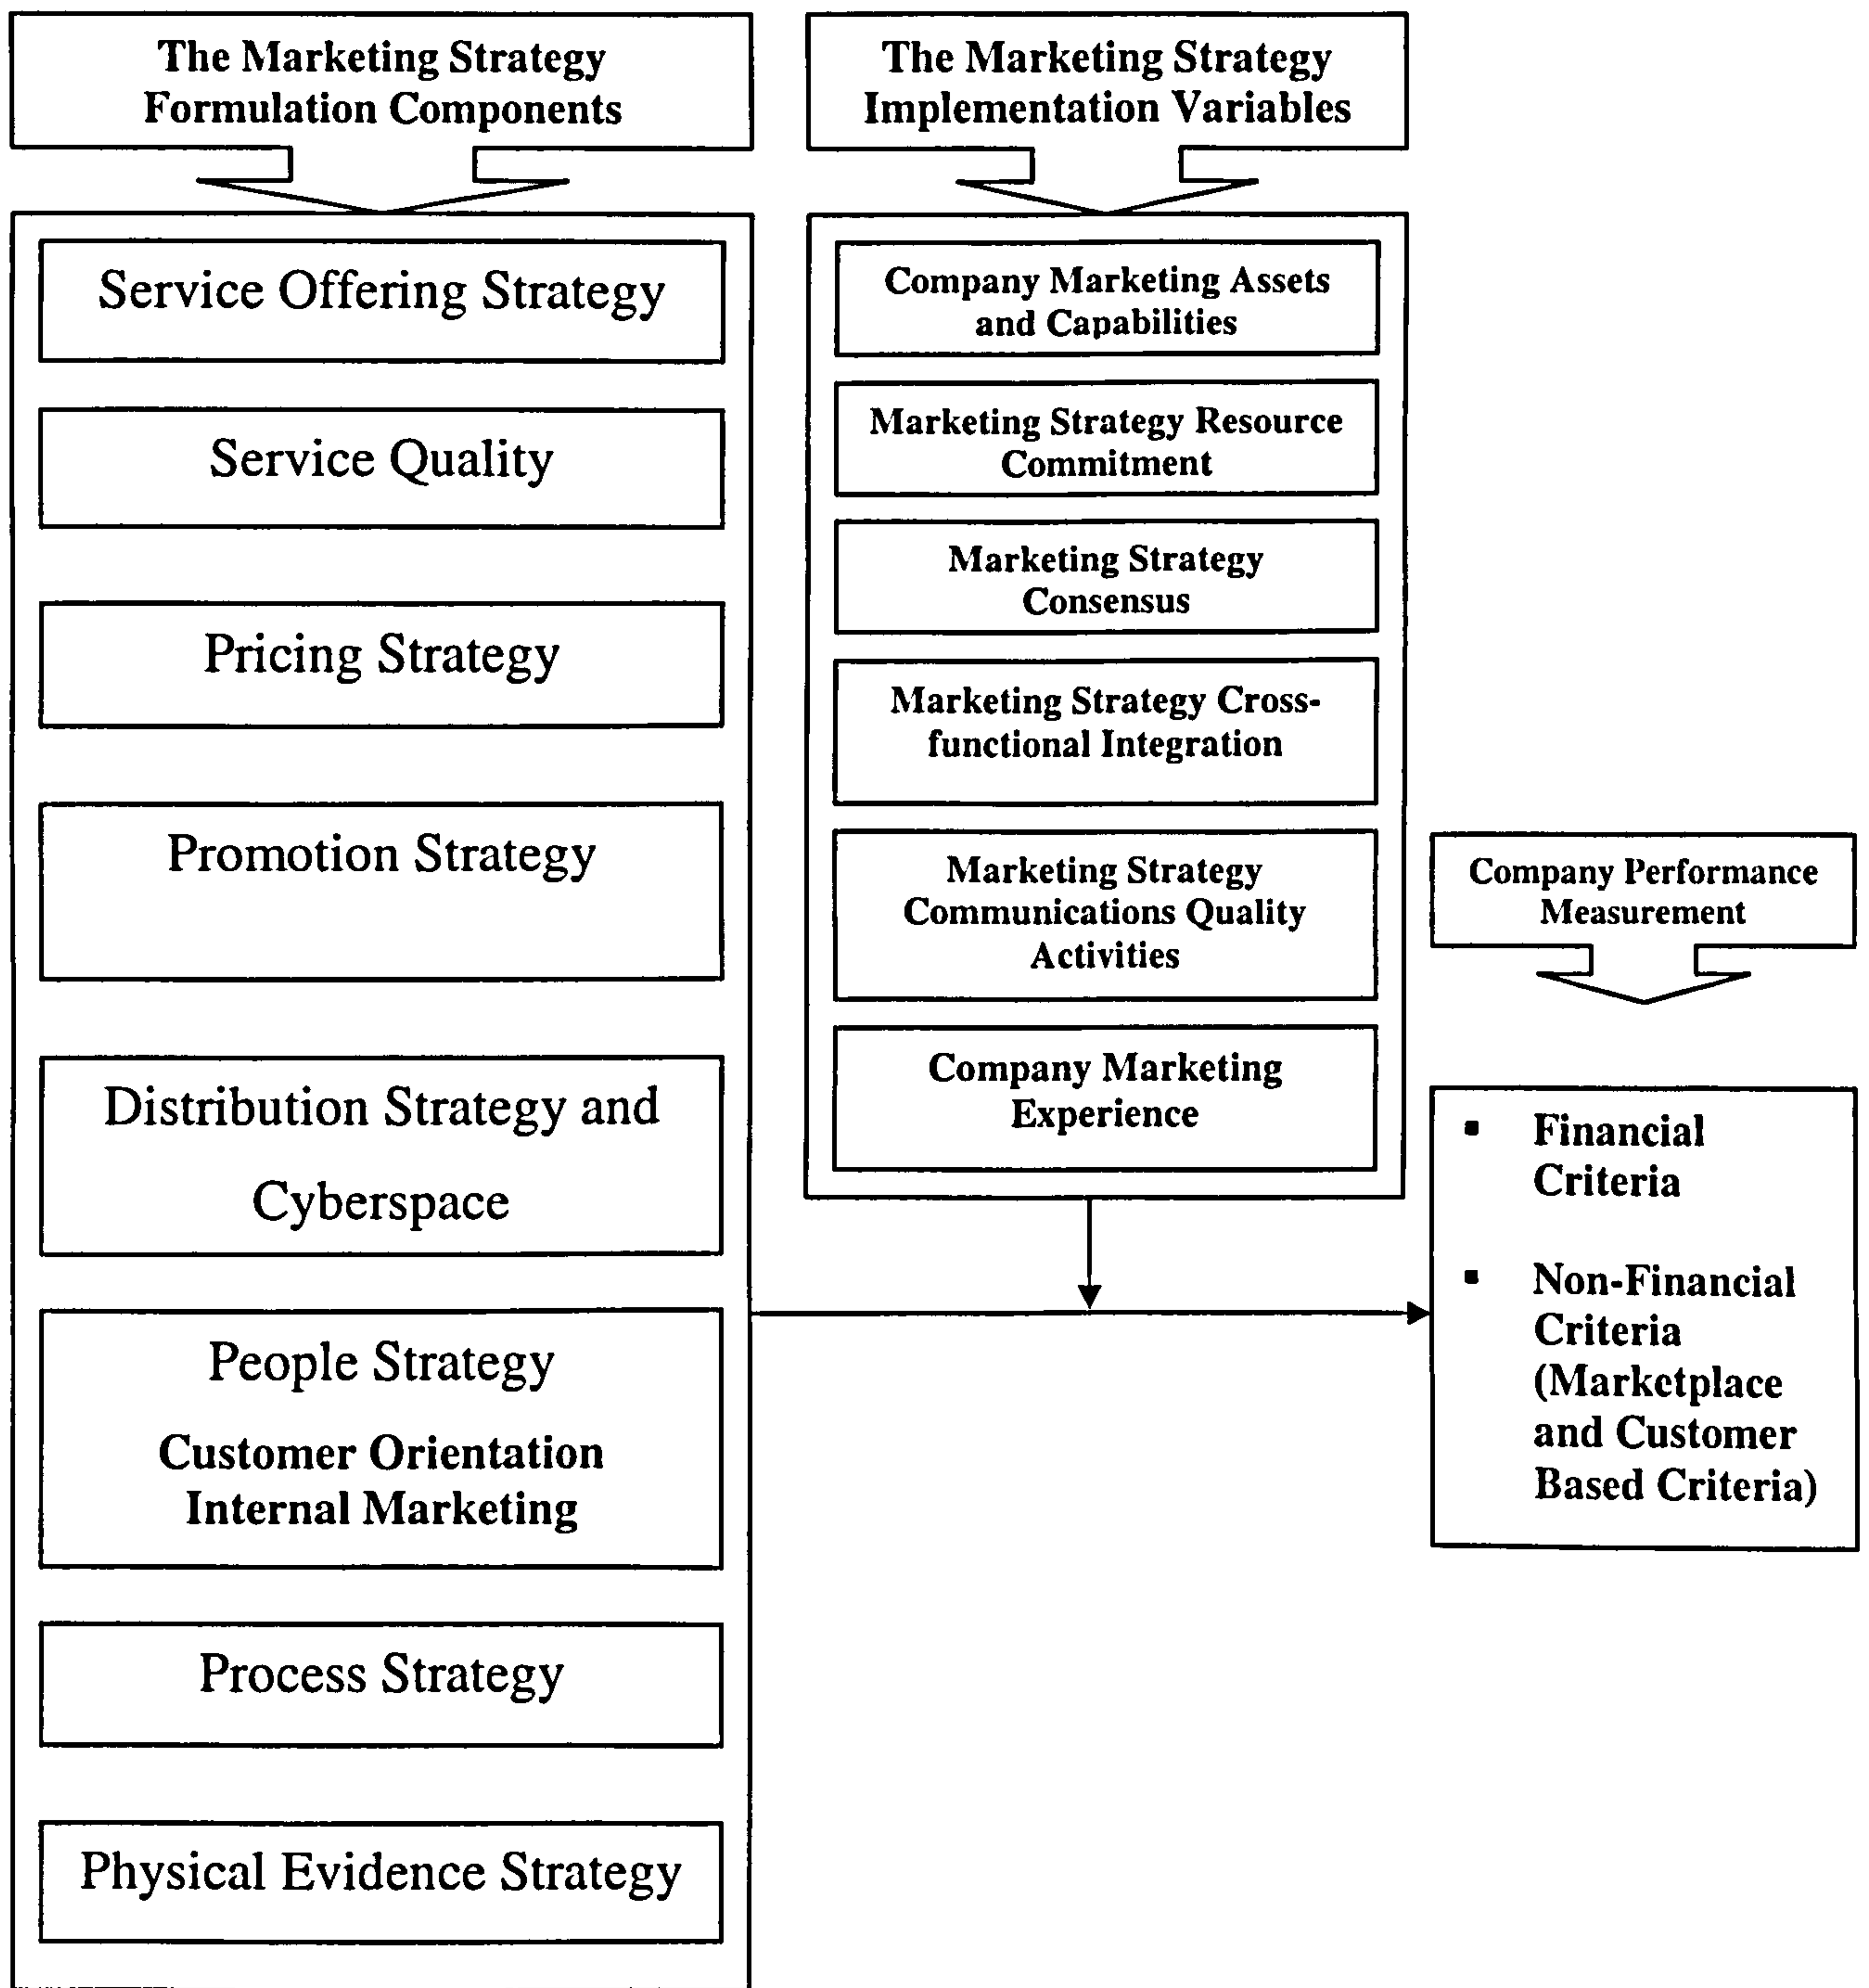 The Marketing Strategy
Formulation Components
Service Offering Strategy
Service Quality
Pricing Strategy
Promotion Strategy
Distribution Strategy and
Cyberspace
People Strategy
Customer Orientation
Internal Marketing
Process Strategy
Physical Evidence Strategy
The Marketing Strategy
Implementation Variables
Company Marketing Assets
and Capabilities
Marketing Strategy Resource
Commitment
Marketing Strategy
Consensus
Marketing Strategy Cross-
functional Integration
Marketing Strategy
Communications Quality
Activities
Company Marketing
Experience
Company Performance
Measurement
▪ Financial
Criteria
▪ Non-Financial
Criteria
(Marketplace
and Customer
Based Criteria)